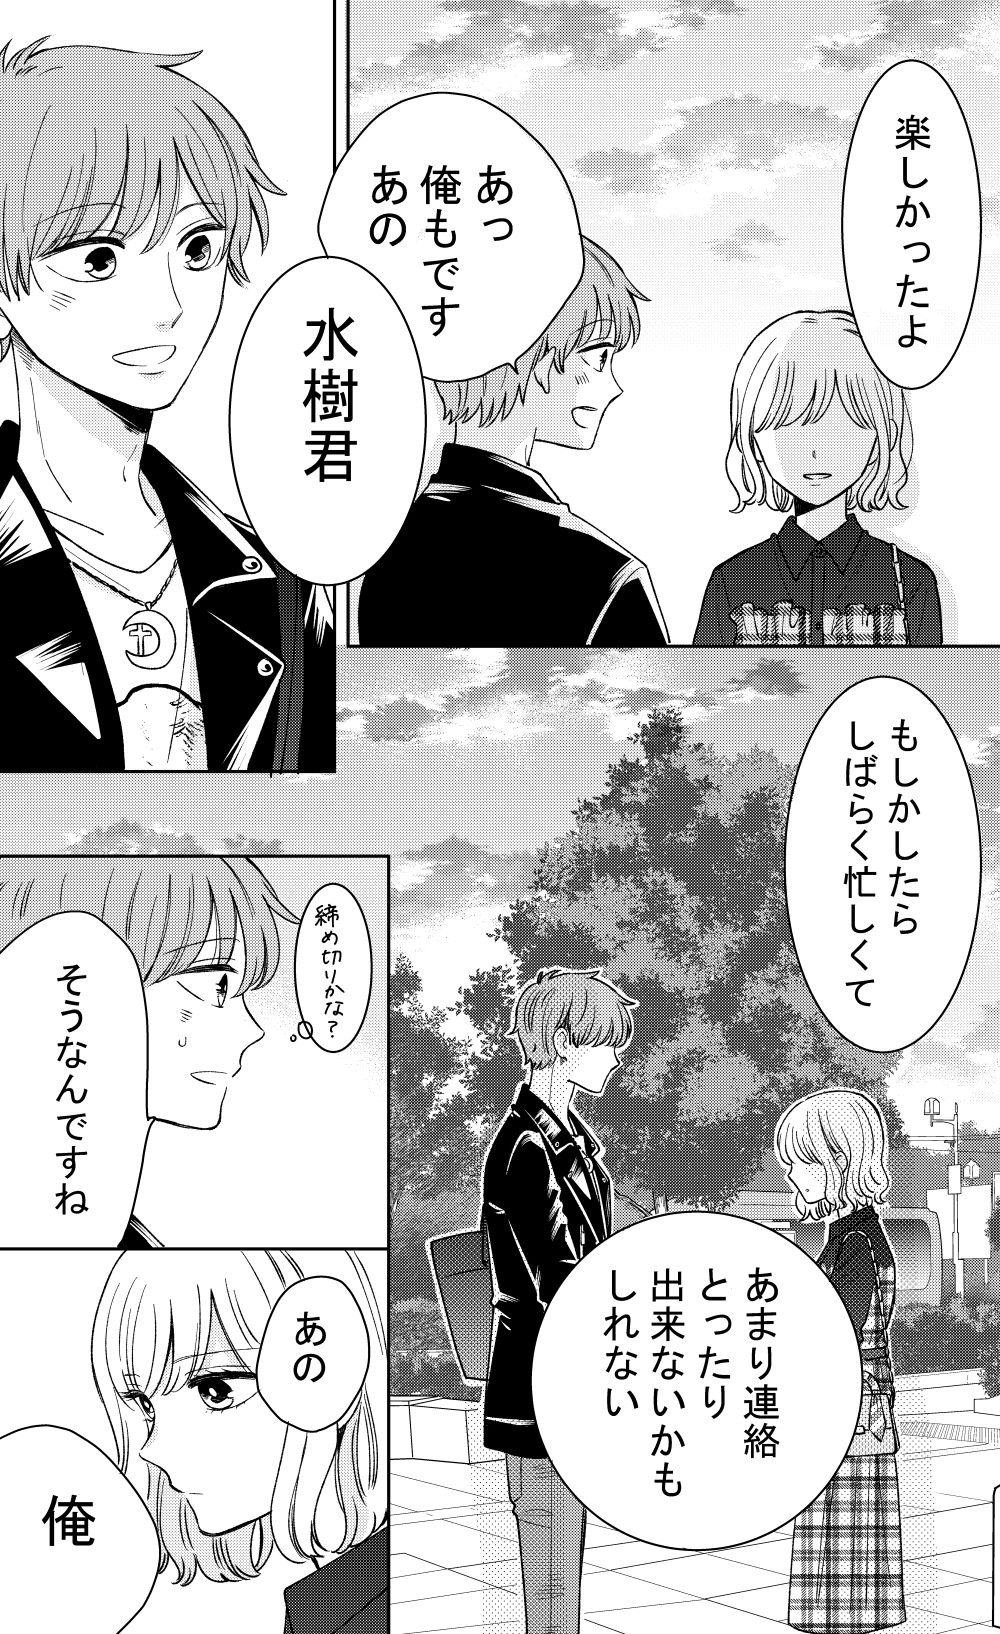 楽しかったよ
あっ
俺もです
あの
水樹君
もしかしたら
しばらく忙しくて
あまり連絡
とったり
出来ないかも
しれない
締め切りかな?
そうなんですね
あの
俺